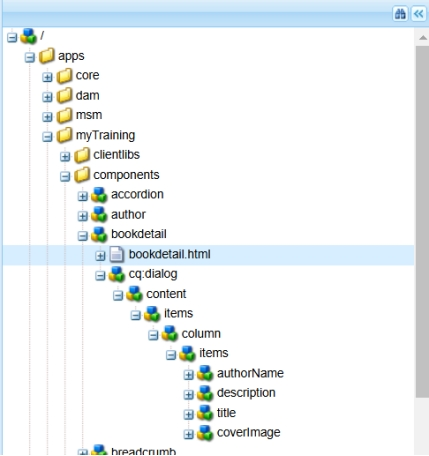 /
apps
core
dam
msm
myTraining
clientlibs
components
accordion
author
bookdetail
bookdetail.html
cq:dialog
content
items
column
items
authorName
description
title
coverImage
breadcrumb